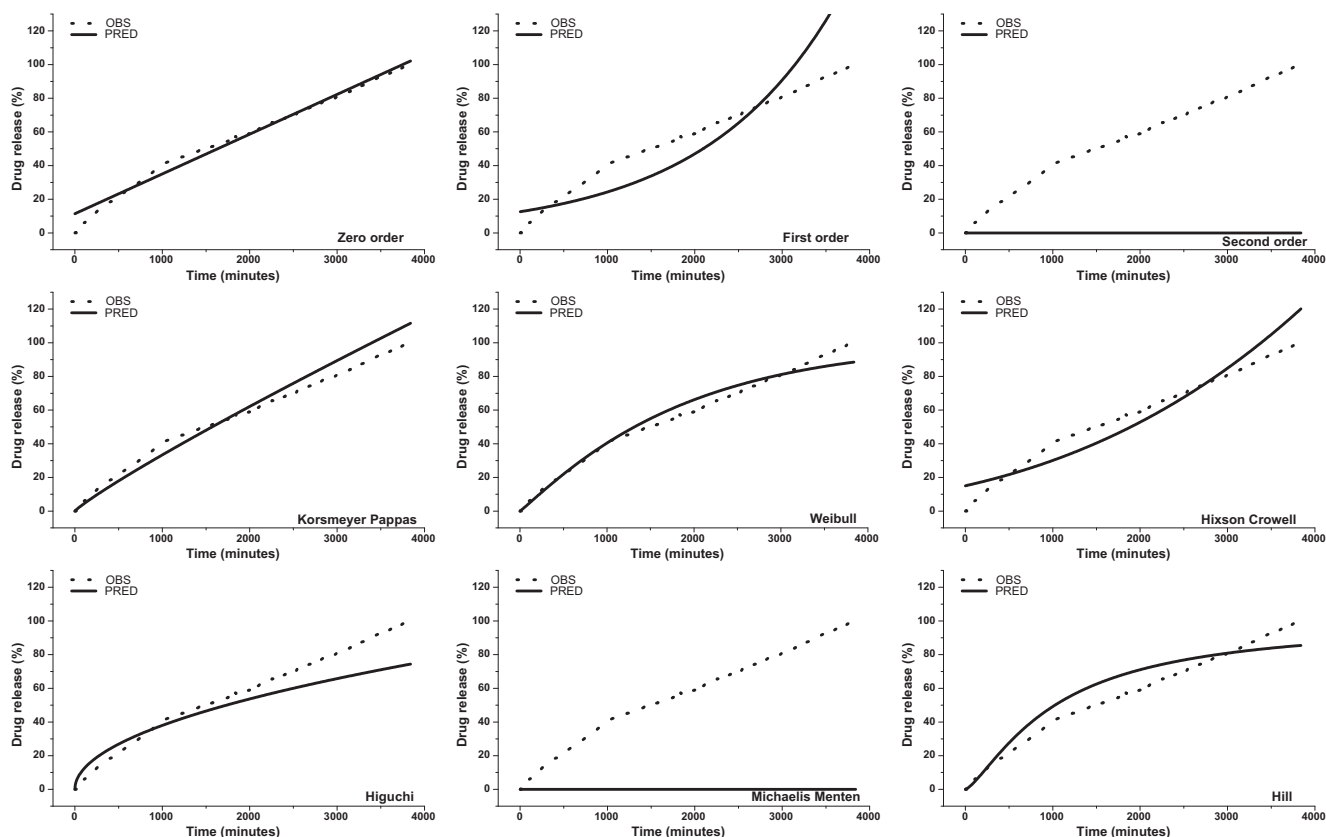 OBS
PRED
120
100
80
60
40
20
0
Drug release (%)
Zero order
0 1000 2000 3000 4000
Time (minutes)
OBS
PRED
120
100
80
60
40
20
0
Drug release (%)
First order
0 1000 2000 3000 4000
Time (minutes)
OBS
PRED
120
100
80
60
40
20
0
Drug release (%)
Second order
0 1000 2000 3000 4000
Time (minutes)
OBS
PRED
120
100
80
60
40
20
0
Drug release (%)
Korsmeyer Pappas
0 1000 2000 3000 4000
Time (minutes)
OBS
PRED
120
100
80
60
40
20
0
Drug release (%)
Weibull
0 1000 2000 3000 4000
Time (minutes)
OBS
PRED
120
100
80
60
40
20
0
Drug release (%)
Hixson Crowell
0 1000 2000 3000 4000
Time (minutes)
OBS
PRED
120
100
80
60
40
20
0
Drug release (%)
Higuchi
0 1000 2000 3000 4000
Time (minutes)
OBS
PRED
120
100
80
60
40
20
0
Drug release (%)
Michaelis Menten
0 1000 2000 3000 4000
Time (minutes)
OBS
PRED
120
100
80
60
40
20
0
Drug release (%)
Hill
0 1000 2000 3000 4000
Time (minutes)